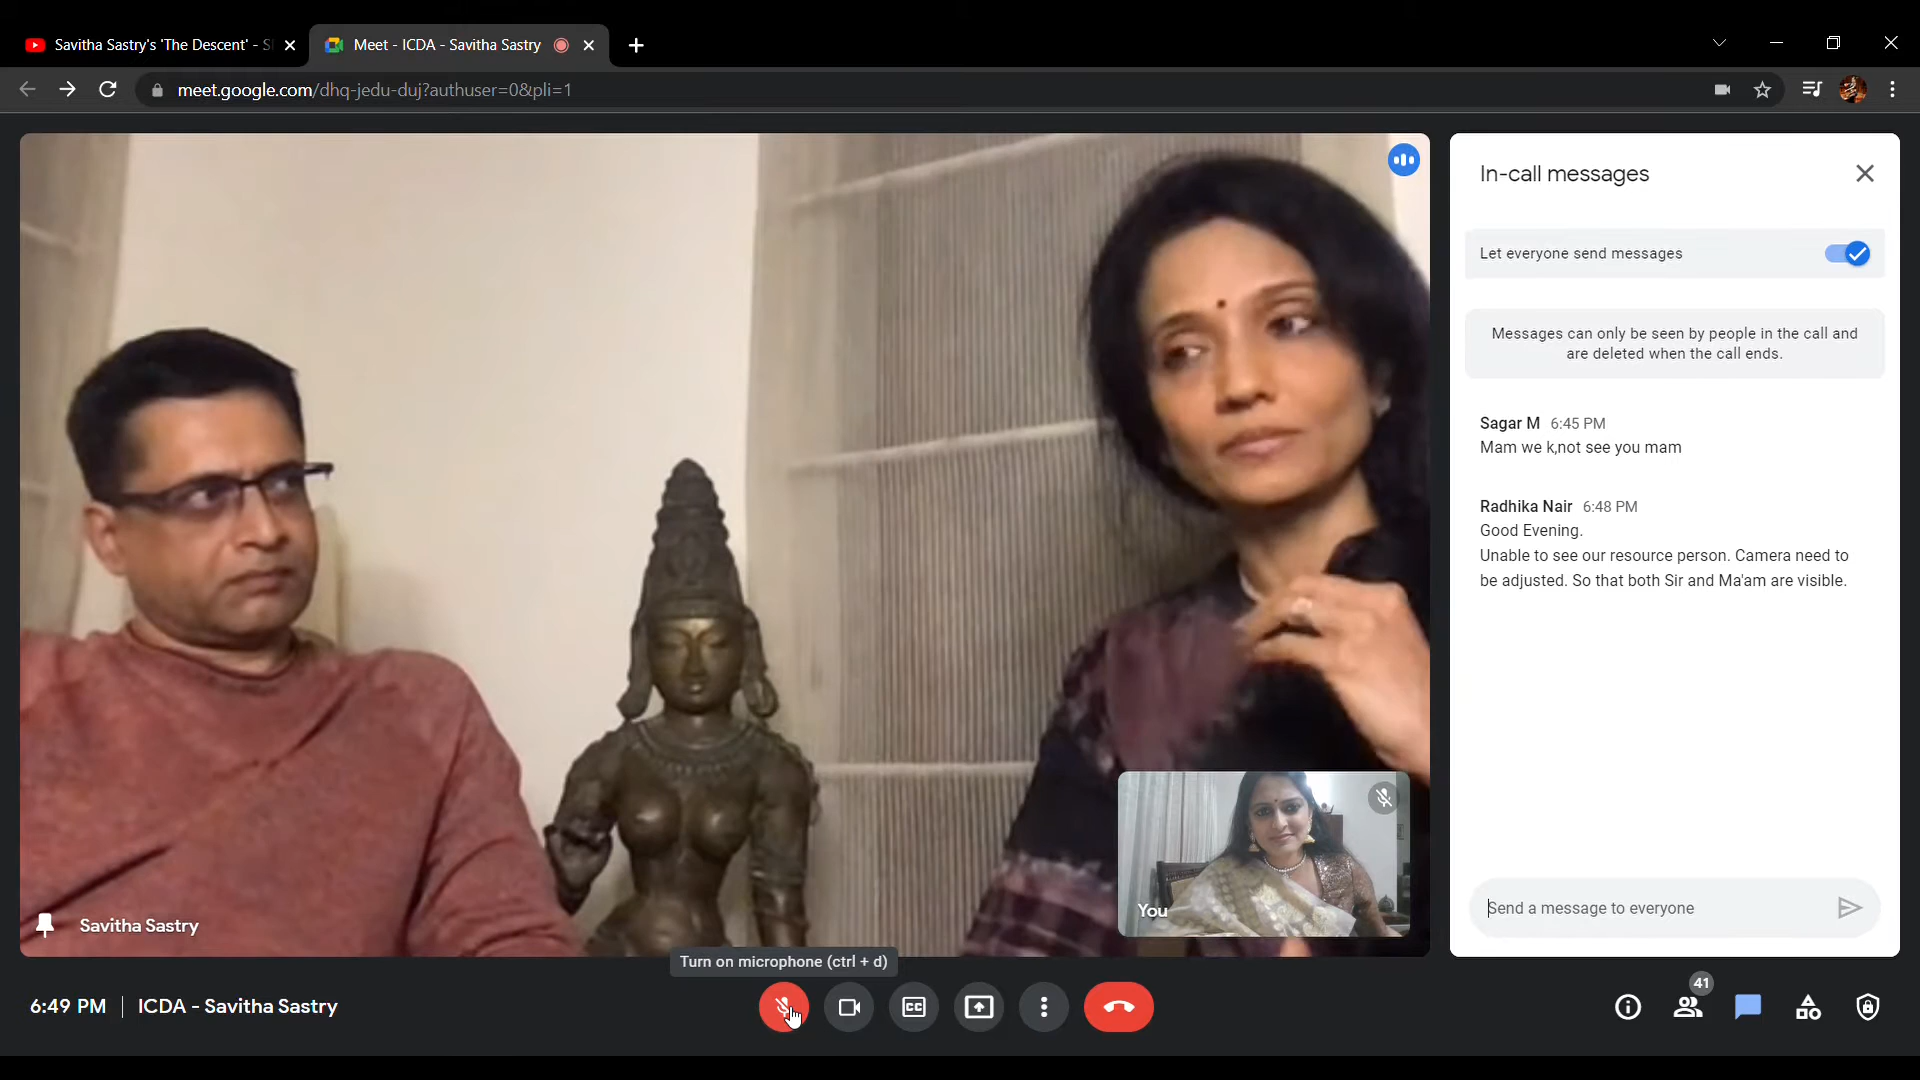 Savitha Sastry's 'The Descent' - S
Meet - ICDA - Savitha Sastry
meet.google.com/dhq-jedu-duj?authuser=0&pli=1
In-call messages
Let everyone send messages
Messages can only be seen by people in the call and
are deleted when the call ends.
Sagar M 6:45 PM
Mam we k,not see you mam
Radhika Nair 6:48 PM
Good Evening.
Unable to see our resource person. Camera need to
be adjusted. So that both Sir and Ma'am are visible.
Send a message to everyone
You
Savitha Sastry
Turn on microphone (ctrl + d)
6:49 PM | ICDA - Savitha Sastry
CC
41